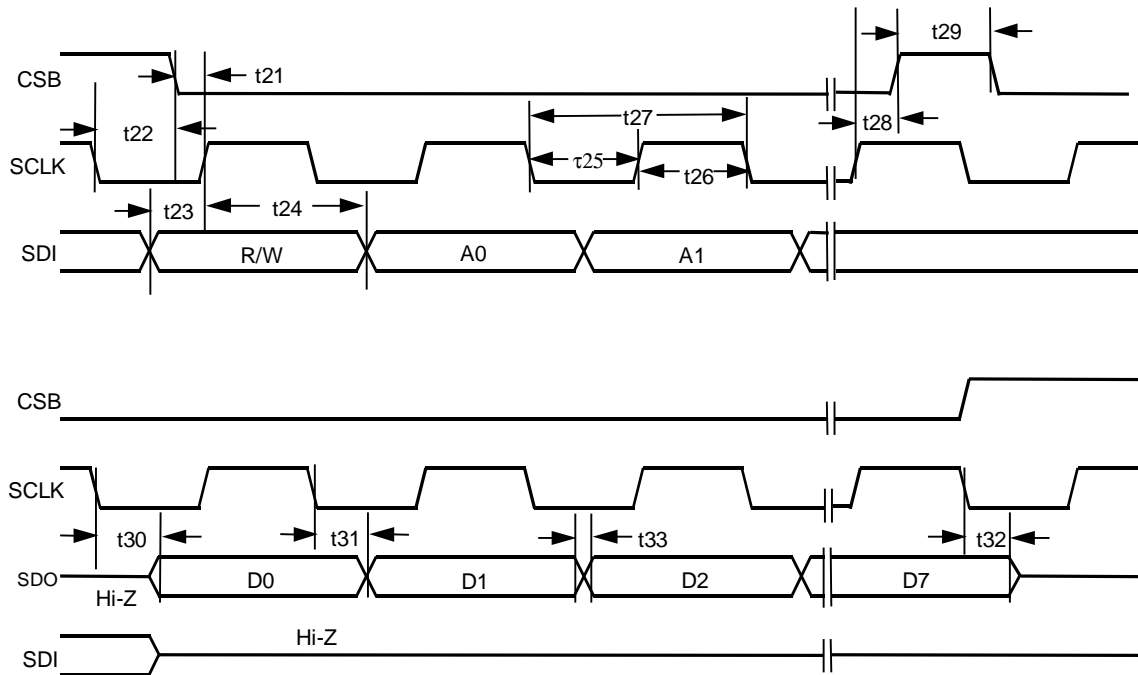 CSB
t21
t29
t22
t27
t28
SCLK
τ25
t26
t23
t24
SDI
R/W
A0
A1
CSB
SCLK
t30
t31
t33
t32
SDO
D0
D1
D2
D7
Hi-Z
SDI
Hi-Z